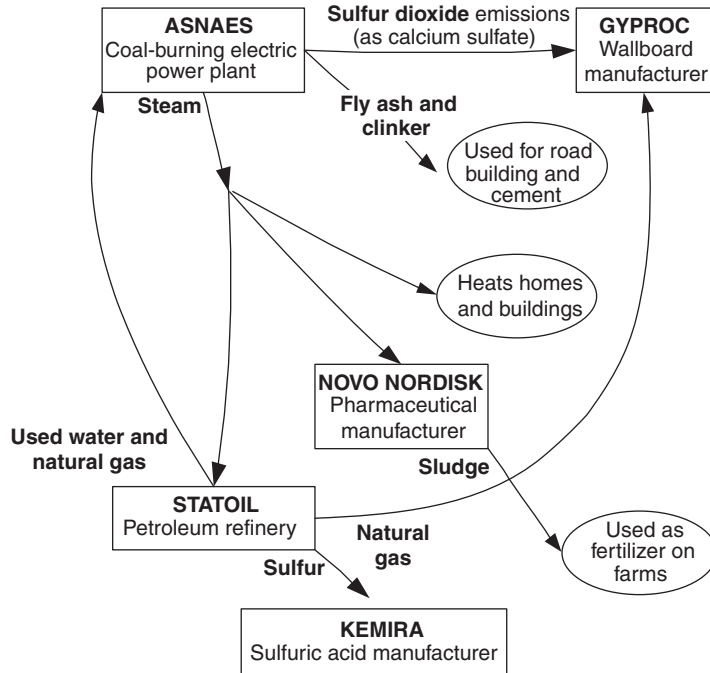 ASNAES
Coal-burning electric
power plant
Sulfur dioxide emissions
(as calcium sulfate)
GYPROC
Wallboard
manufacturer
Steam
Fly ash and
clinker
Used for road
building and
cement
Heats homes
and buildings
NOVO NORDISK
Pharmaceutical
manufacturer
Used water and
natural gas
Sludge
STATOIL
Petroleum refinery
Natural
gas
Used as
fertilizer on
farms
Sulfur
KEMIRA
Sulfuric acid manufacturer